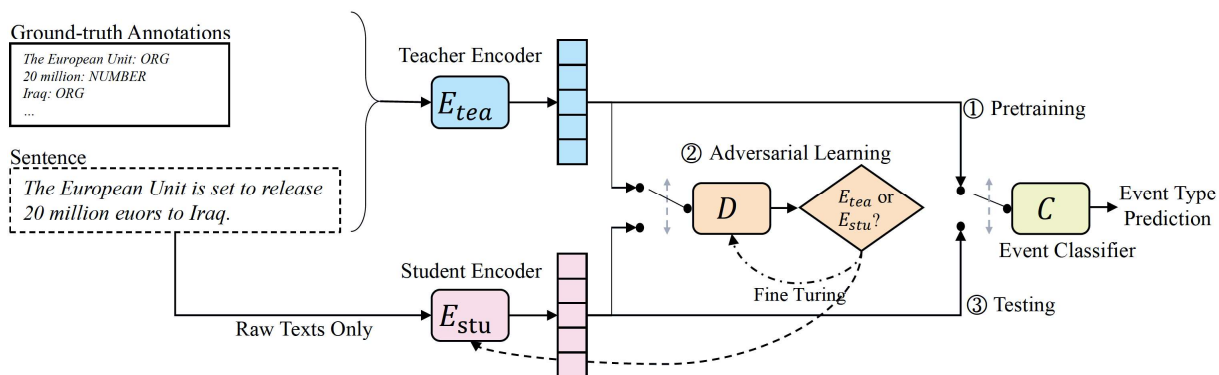 Ground-truth Annotations
The European Unit: ORG
20 million: NUMBER
Iraq: ORG
...
Sentence
The European Unit is set to release
20 million euors to Iraq.
Teacher Encoder
E_tea
① Pretraining
② Adversarial Learning
D
E_tea or
E_stu?
Fine Turing
C
Event Classifier
Event Type
Prediction
Student Encoder
E_stu
Raw Texts Only
③ Testing